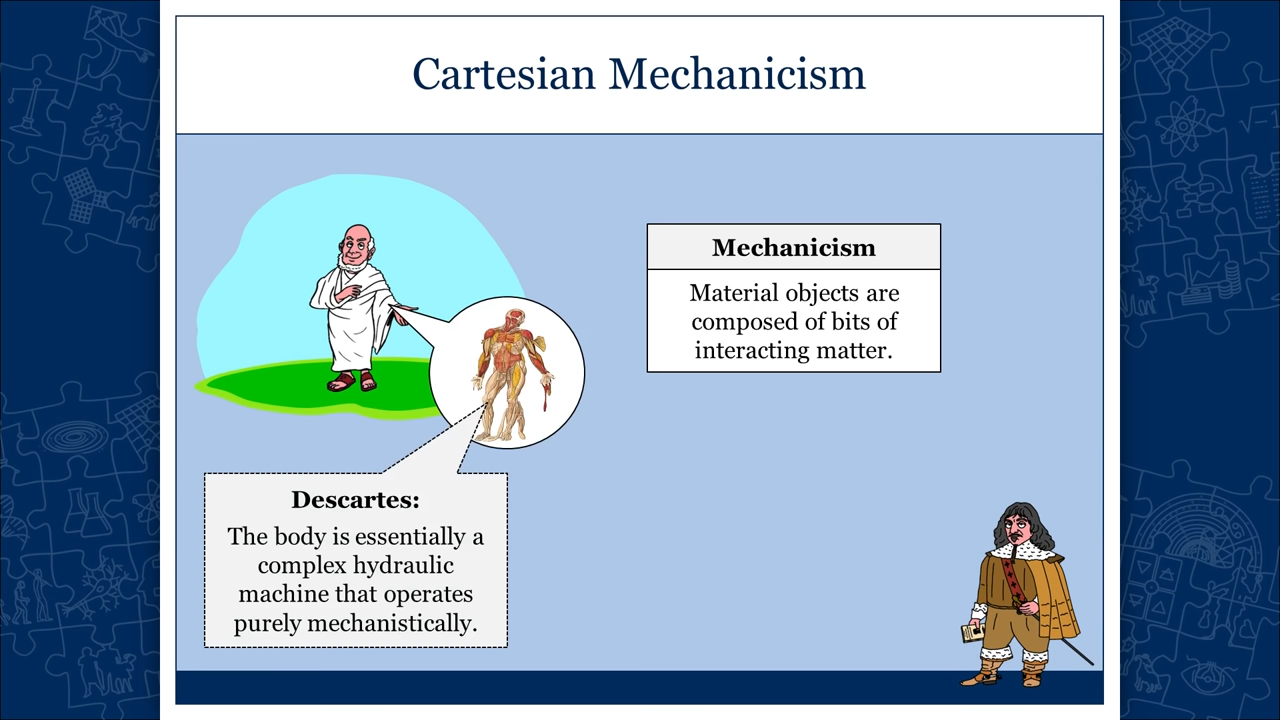 Cartesian Mechanicism
Mechanicism
Material objects are
composed of bits of
interacting matter.
Descartes:
The body is essentially a
complex hydraulic
machine that operates
purely mechanistically.